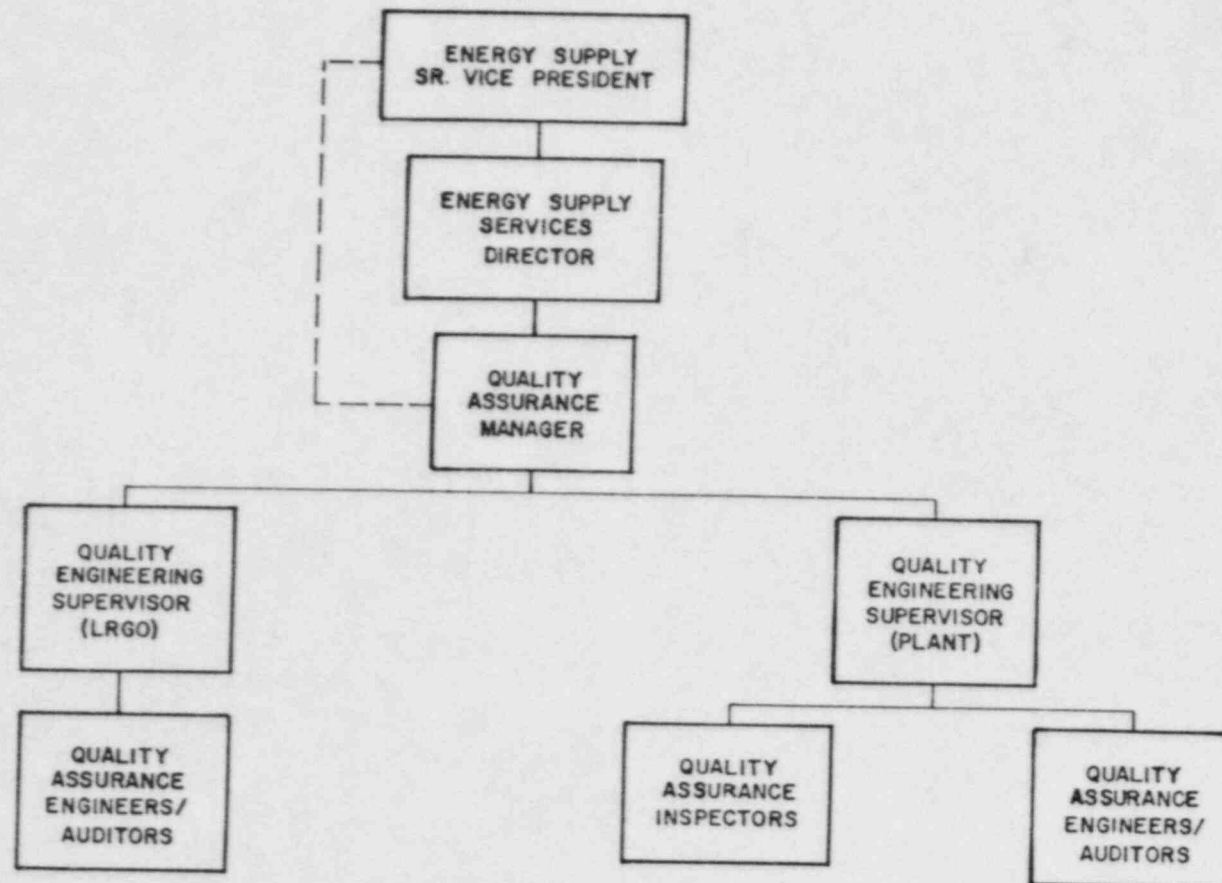 ENERGY SUPPLY
SR. VICE PRESIDENT
ENERGY SUPPLY
SERVICES
DIRECTOR
QUALITY
ASSURANCE
MANAGER
QUALITY
ENGINEERING
SUPERVISOR
(LRGO)
QUALITY
ENGINEERING
SUPERVISOR
(PLANT)
QUALITY
ASSURANCE
ENGINEERS/
AUDITORS
QUALITY
ASSURANCE
INSPECTORS
QUALITY
ASSURANCE
ENGINEERS/
AUDITORS